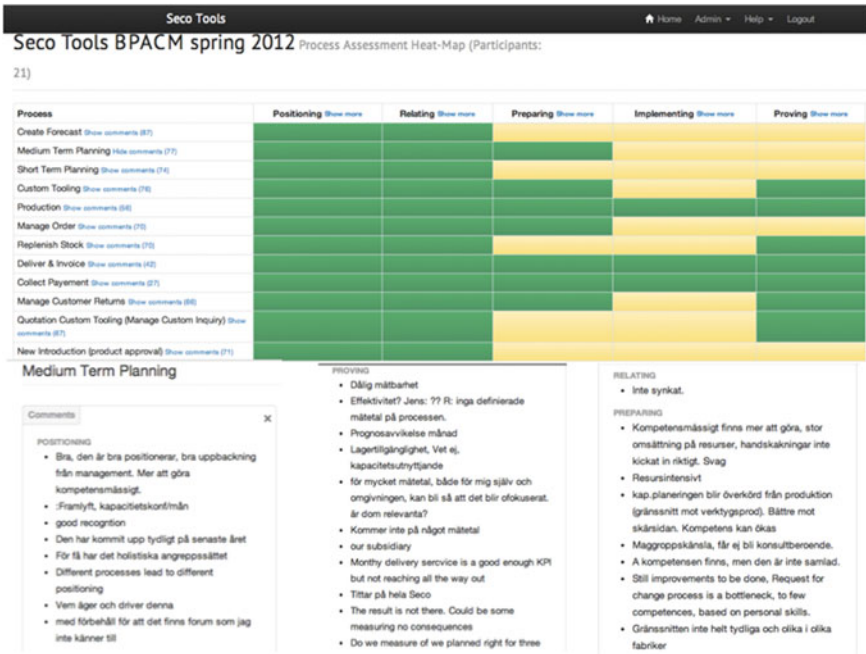 Seco Tools
Home Admin Help Logout
Seco Tools BPACM spring 2012 Process Assessment Heat-Map (Participants:
21)
Process Positioning Show more Relating Show more Preparing Show more Implementing Show more Proving Show more
Create Forecast Show comments (87)
Medium Term Planning Hide comments (77)
Short Term Planning Show comments (74)
Custom Tooling Show comments (76)
Production Show comments
Manage Order Show comments (70)
Replenish Stock Show comments (70)
Deliver & Invoice Show comments (42)
Collect Payement Show comments (27)
Manage Customer Returns Show comments
Quotation Custom Tooling (Manage Custom Inquiry) Show
comments (67)
New Introduction (product approval) Show comments (71)
Medium Term Planning
Comments x
POSITIONING
• Bra, den är bra positionerar, bra uppbackning
från management. Mer att göra
kompetensmässigt.
• :Framlyft, kapacitietskonf/mån
• good recogntion
• Den har kommit upp tydligt på senaste året
• För få har det holistiska angreppssättet
• Different processes lead to different
positioning
• Vem äger och driver denna
• med förbehåll för att det finns forum som jag
inte känner till
PROVING
• Dålig mätbarhet
• Effektivitet? Jens: ?? R: inga definierade
mätetal på processen.
• Prognosavvikelse månad
• Lagertillgänglighet, Vet ej,
kapacitetsutnyttjande
• för mycket mätetal, både för mig själv och
omgivningen, kan bli så att det blir ofokuserat.
är dom relevanta?
• Kommer inte på något mätetal
• our subsidiary
• Monthy delivery sercvice is a good enough KPI
but not reaching all the way out
• Tittar på hela Seco
• The result is not there. Could be some
measuring no consequences
• Do we measure of we planned right for three
RELATING
• Inte synkat.
PREPARING
• Kompetensmässigt finns mer att göra, stor
omsättning på resurser, handskakningar inte
kickat in riktigt. Svag
• Resursintensivt
• kap.planeringen blir överkörd från produktion
(gränssnitt mot verktygsprod). Bättre mot
skärsidan. Kompetens kan ökas
• Maggroppskänsla, får ej bli konsultberoende.
• A kompetensen finns, men den är inte samlad.
• Still improvements to be done, Request for
change process is a bottleneck, to few
competences, based on personal skills.
• Gränssnitten inte helt tydliga och olika i olika
fabriker